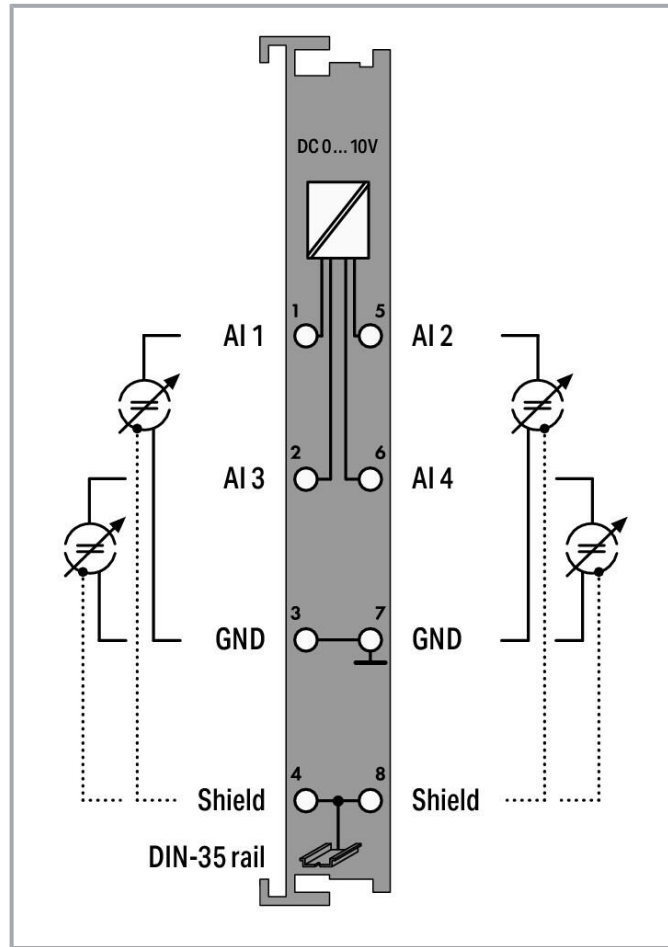 DC 0... 10V
AI 1 1 5 AI 2
AI 3 2 6 AI 4
GND 3 7 GND
Shield 4 8 Shield
DIN-35 rail